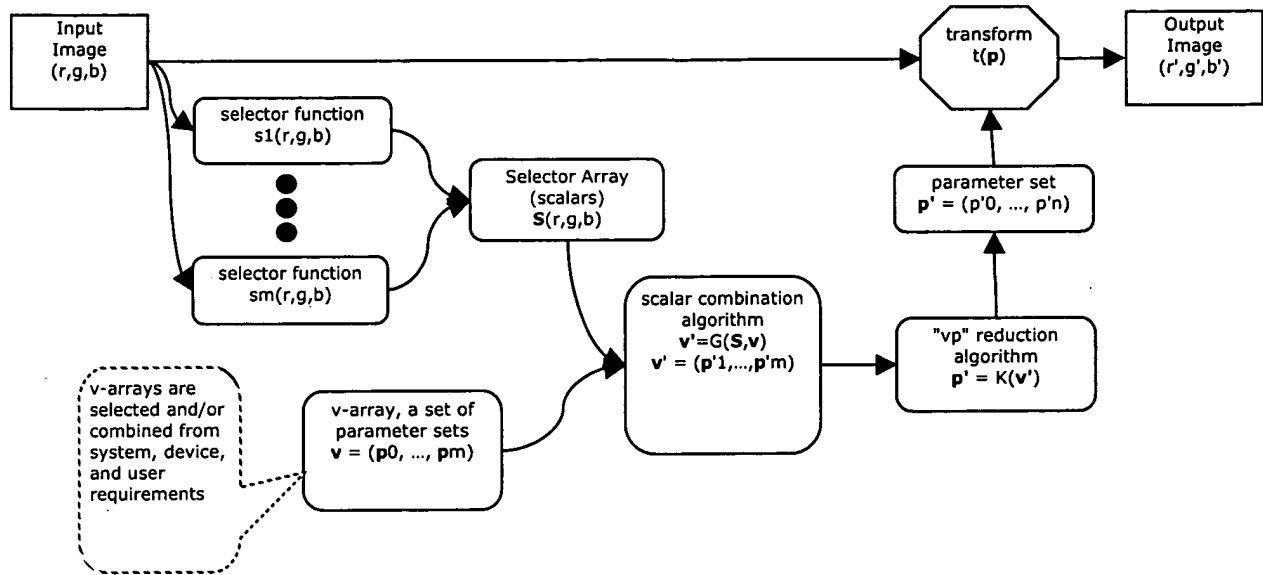 Input
Image
(r,g,b)
transform
t(p)
Output
Image
(r',g',b')
selector function
s1(r,g,b)
selector function
sm(r,g,b)
Selector Array
(scalars)
S(r,g,b)
parameter set
p' = (p'0, ..., p'n)
scalar combination
algorithm
v'=G(S,v)
v' = (p'1,...,p'm)
"vp" reduction
algorithm
p' = K(v')
v-arrays are
selected and/or
combined from
system, device,
and user
requirements
v-array, a set of
parameter sets
v = (p0, ..., pm)